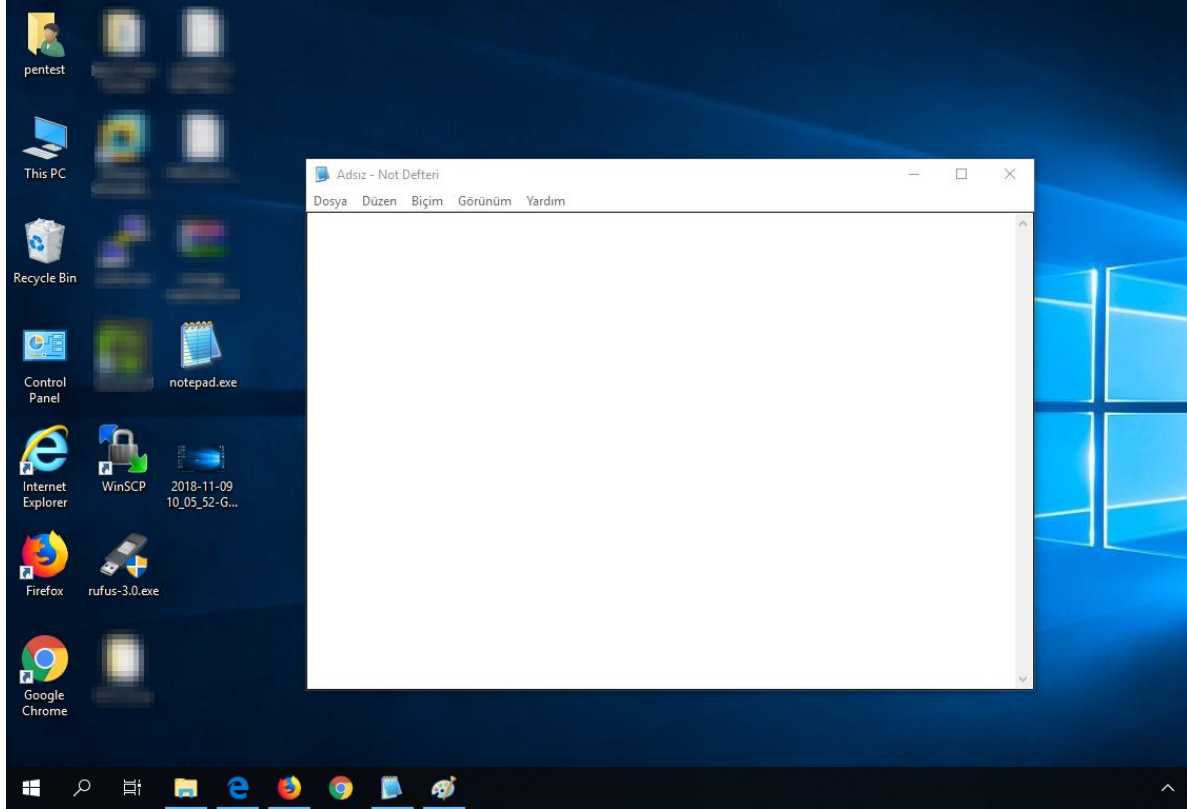 pentest
This PC
Recycle Bin
Control
Panel
notepad.exe
Internet
Explorer
WinSCP
2018-11-09
10_05_52-G...
Firefox
rufus-3.0.exe
Google
Chrome
Adsız - Not Defteri
Dosya Düzen Biçim Görünüm Yardım